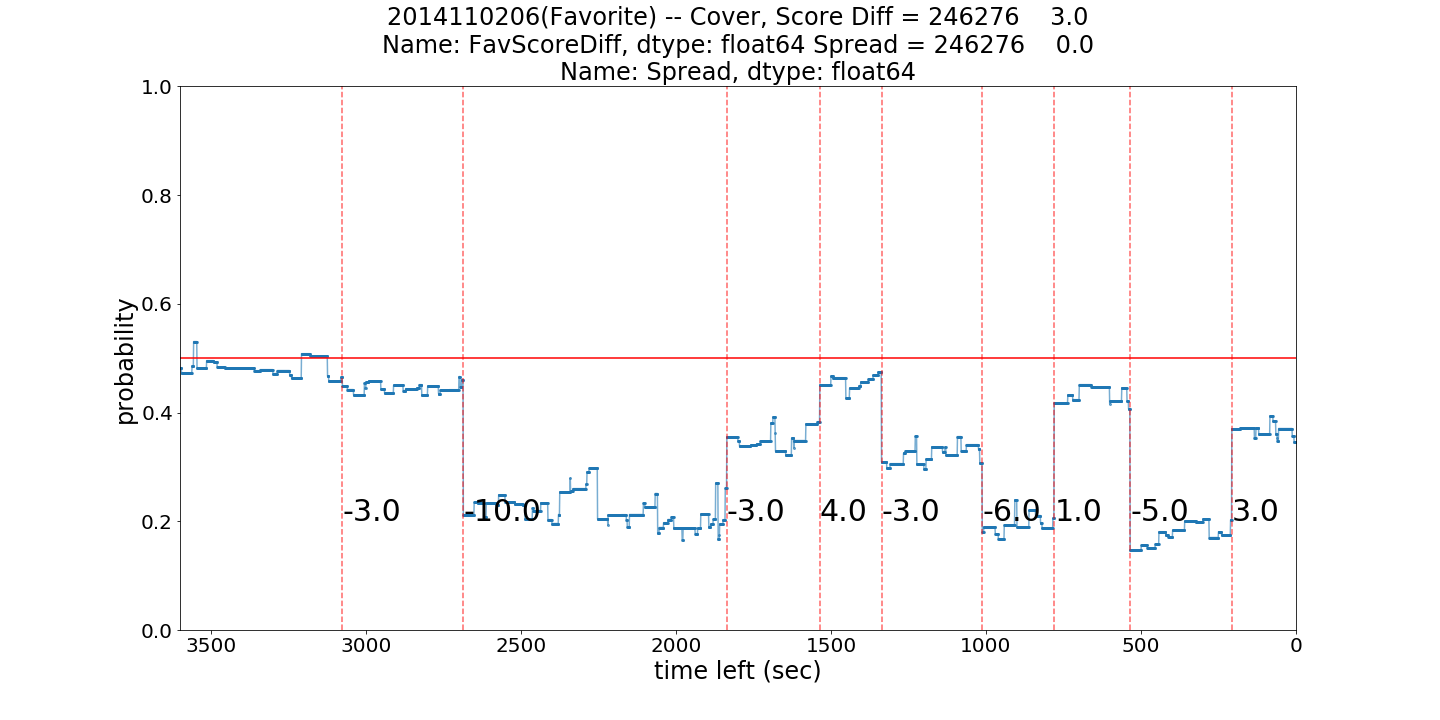 2014110206(Favorite) -- Cover, Score Diff = 246276    3.0
Name: FavScoreDiff, dtype: float64 Spread = 246276    0.0
Name: Spread, dtype: float64
probability
1.0
0.8
0.6
0.4
0.2
0.0
-3.0 -10.0 -3.0 4.0 -3.0 -6.0 1.0 -5.0 3.0
3500 3000 2500 2000 1500 1000 500 0
time left (sec)